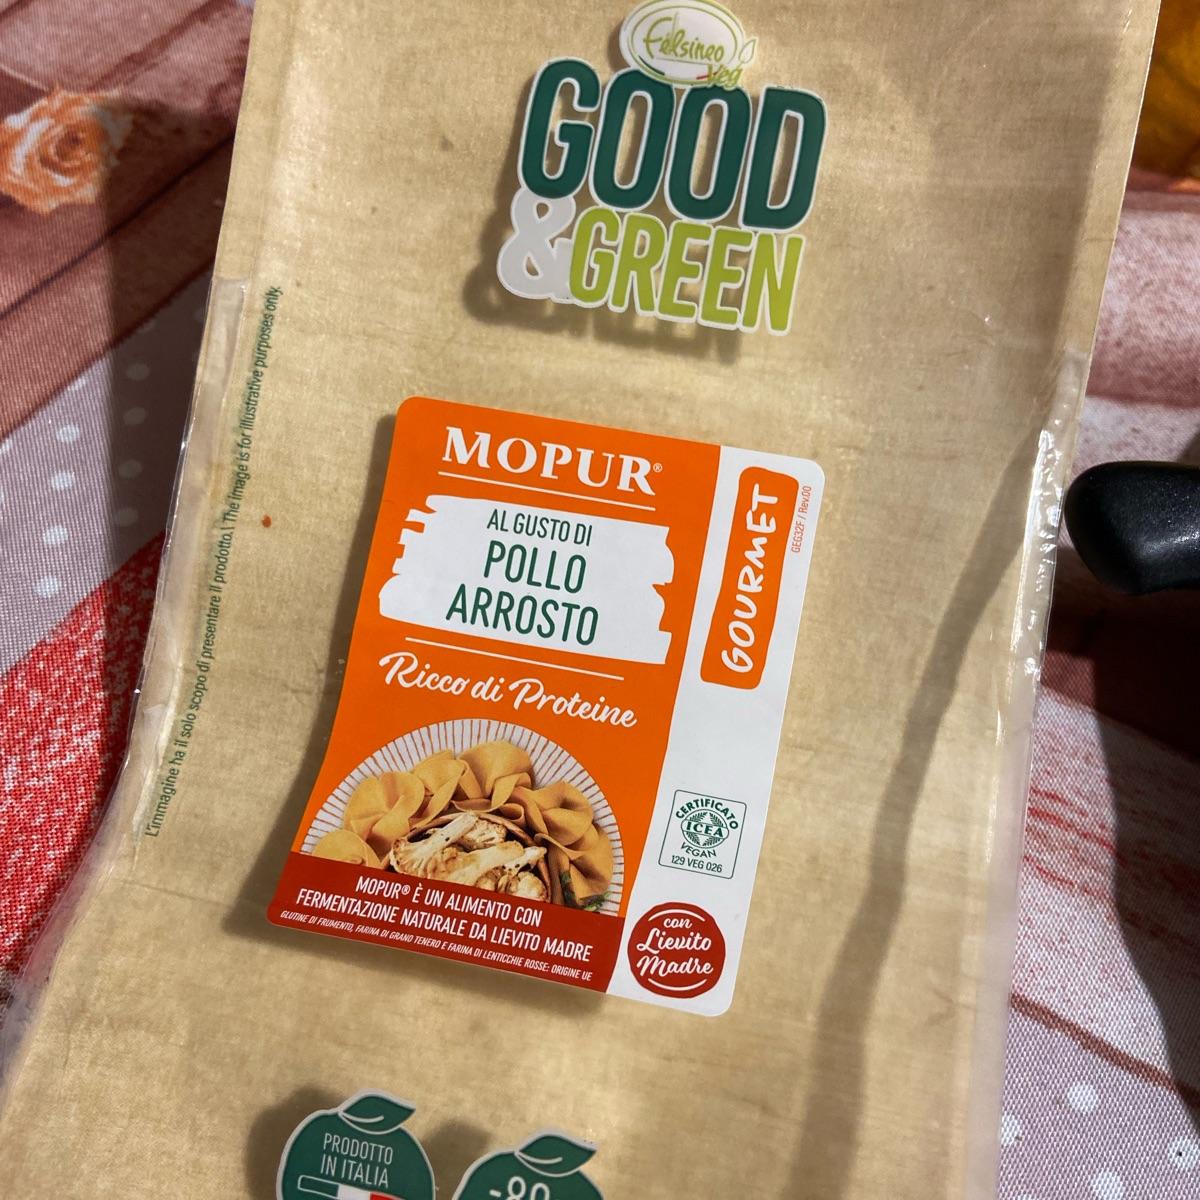 Felsineo
Veg
GOOD
&GREEN
L'immagine ha il solo scopo di presentare il prodotto.\ The image is for illustrative purposes only.
MOPUR®
AL GUSTO DI
POLLO
ARROSTO
Ricco di Proteine
GOURMET
GEG32F / Rev.00
CERTIFICATO
ICEA
VEGAN
129 VEG 026
MOPUR® È UN ALIMENTO CON
FERMENTAZIONE NATURALE DA LIEVITO MADRE
GLUTINE DI FRUMENTO, FARINA DI GRANO TENERO E FARINA DI LENTICCHIE ROSSE: ORIGINE UE
con
Lievito
Madre
PRODOTTO
IN ITALIA
-80